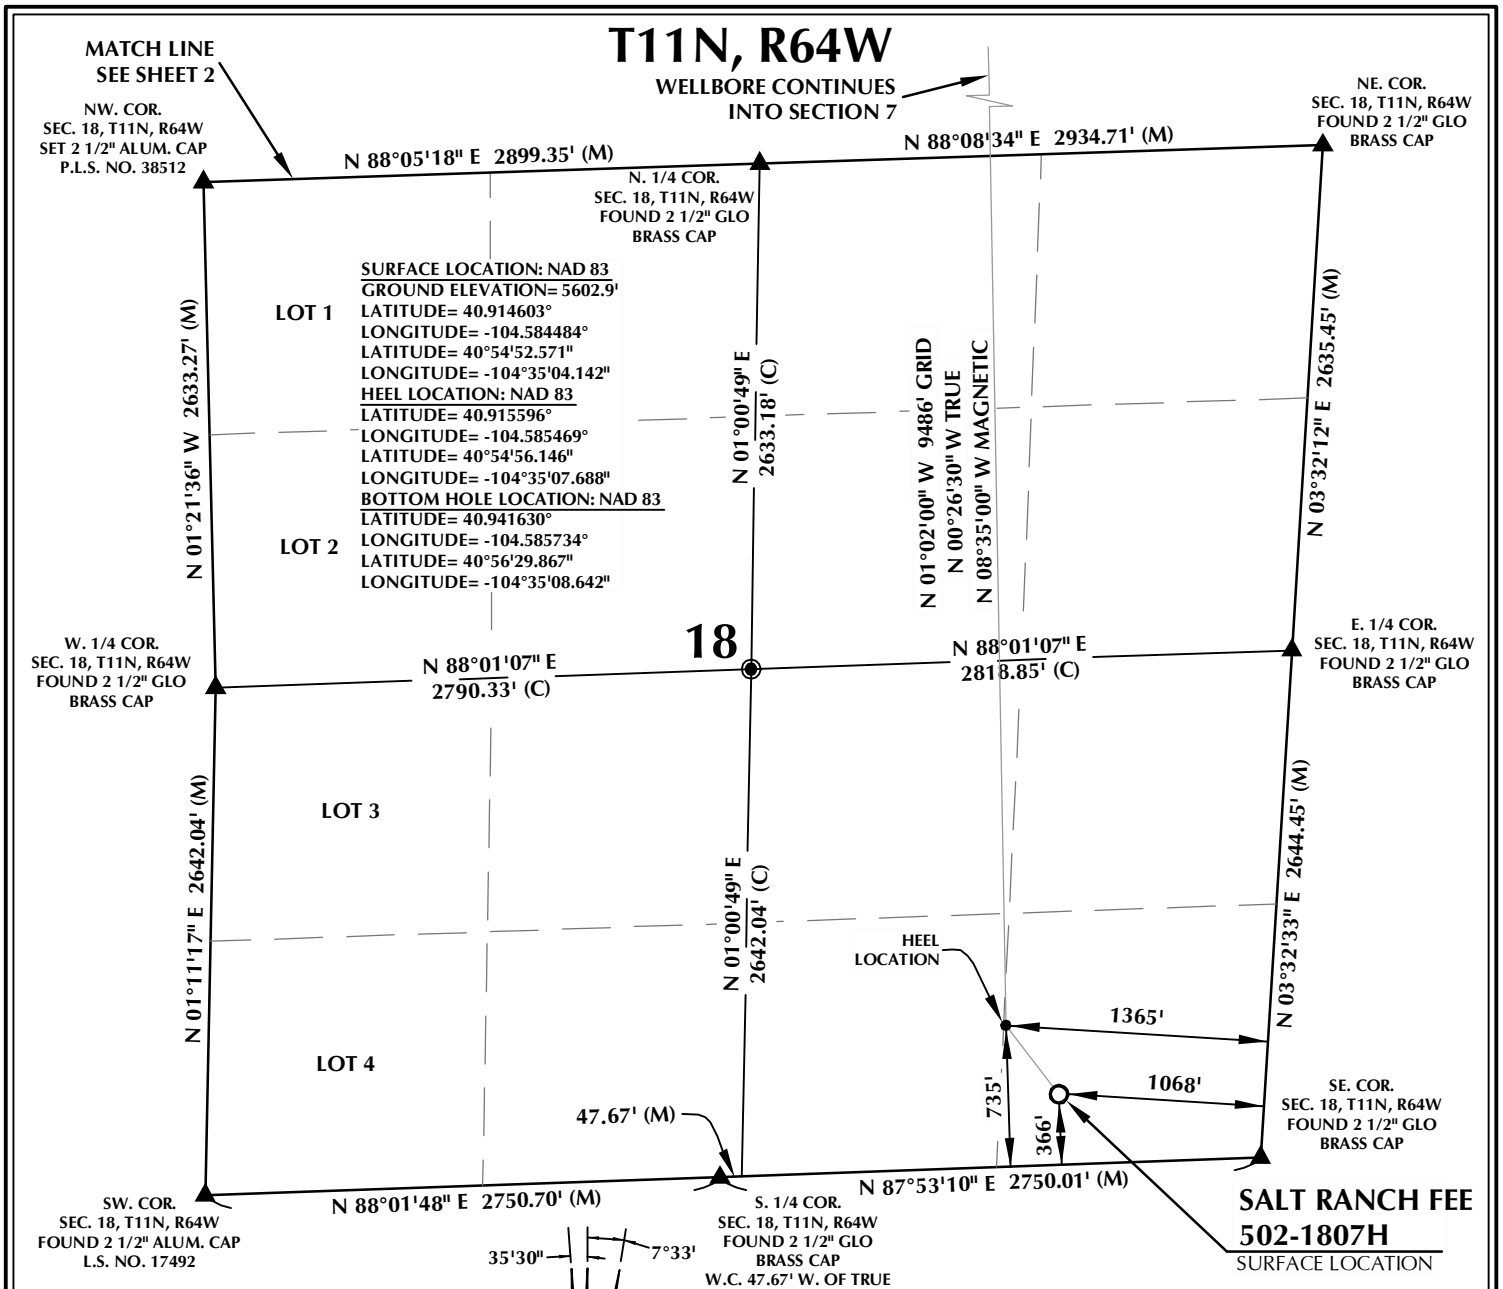 T11N, R64W
MATCH LINE
SEE SHEET 2
WELLBORE CONTINUES
INTO SECTION 7
NW. COR.
SEC. 18, T11N, R64W
SET 2 1/2" ALUM. CAP
P.L.S. NO. 38512
NE. COR.
SEC. 18, T11N, R64W
FOUND 2 1/2" GLO
BRASS CAP
N 88°05'18" E 2899.35' (M)
N 88°08'34" E 2934.71' (M)
N. 1/4 COR.
SEC. 18, T11N, R64W
FOUND 2 1/2" GLO
BRASS CAP
LOT 1
SURFACE LOCATION: NAD 83
GROUND ELEVATION= 5602.9'
LATITUDE= 40.914603°
LONGITUDE= -104.584484°
LATITUDE= 40°54'52.571"
LONGITUDE= -104°35'04.142"
HEEL LOCATION: NAD 83
LATITUDE= 40.915596°
LONGITUDE= -104.585469°
LATITUDE= 40°54'56.146"
LONGITUDE= -104°35'07.688"
BOTTOM HOLE LOCATION: NAD 83
LATITUDE= 40.941630°
LONGITUDE= -104.585734°
LATITUDE= 40°56'29.867"
LONGITUDE= -104°35'08.642"
LOT 2
N 01°21'36" W 2633.27' (M)
N 01°00'49" E
2633.18' (C)
N 01°02'00" W 9486' GRID
N 00°26'30" W TRUE
N 08°35'00" W MAGNETIC
N 03°32'12" E 2635.45' (M)
W. 1/4 COR.
SEC. 18, T11N, R64W
FOUND 2 1/2" GLO
BRASS CAP
N 88°01'07" E
2790.33' (C)
18
N 88°01'07" E
2818.85' (C)
E. 1/4 COR.
SEC. 18, T11N, R64W
FOUND 2 1/2" GLO
BRASS CAP
LOT 3
N 01°11'17" E 2642.04' (M)
N 01°00'49" E
2642.04' (C)
N 03°32'33" E 2644.45' (M)
HEEL
LOCATION
1365'
LOT 4
735'
1068'
366'
47.67' (M)
SE. COR.
SEC. 18, T11N, R64W
FOUND 2 1/2" GLO
BRASS CAP
SW. COR.
SEC. 18, T11N, R64W
FOUND 2 1/2" ALUM. CAP
L.S. NO. 17492
N 88°01'48" E 2750.70' (M)
N 87°53'10" E 2750.01' (M)
S. 1/4 COR.
SEC. 18, T11N, R64W
FOUND 2 1/2" GLO
BRASS CAP
W.C. 47.67' W. OF TRUE
SALT RANCH FEE
502-1807H
SURFACE LOCATION
35'30"
7°33'